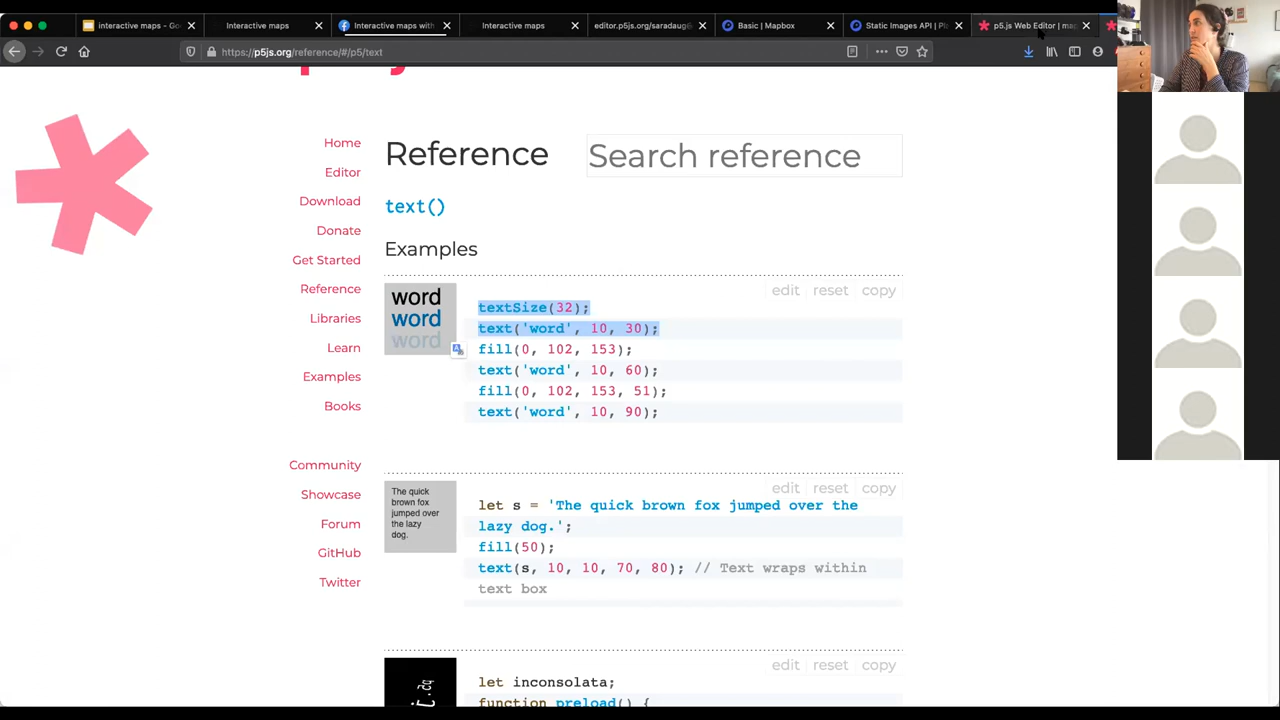 interactive maps - Go
Interactive maps
Interactive maps with
Interactive maps
editor.p5js.org/saradaug
Basic | Mapbox
Static Images API | Pl
p5.js Web Editor | ma
https://p5js.org/reference/#/p5/text
Home
Editor
Download
Donate
Get Started
Reference
Libraries
Learn
Examples
Books
Community
Showcase
Forum
GitHub
Twitter
Reference
Search reference
text()
Examples
edit reset copy
word
word
word
textSize(32);
text('word', 10, 30);
fill(0, 102, 153);
text('word', 10, 60);
fill(0, 102, 153, 51);
text('word', 10, 90);
edit reset copy
The quick
brown fox
jumped over
the lazy
dog.
let s = 'The quick brown fox jumped over the
lazy dog.';
fill(50);
text(s, 10, 10, 70, 80); // Text wraps within
text box
edit reset copy
let inconsolata;
function preload() {